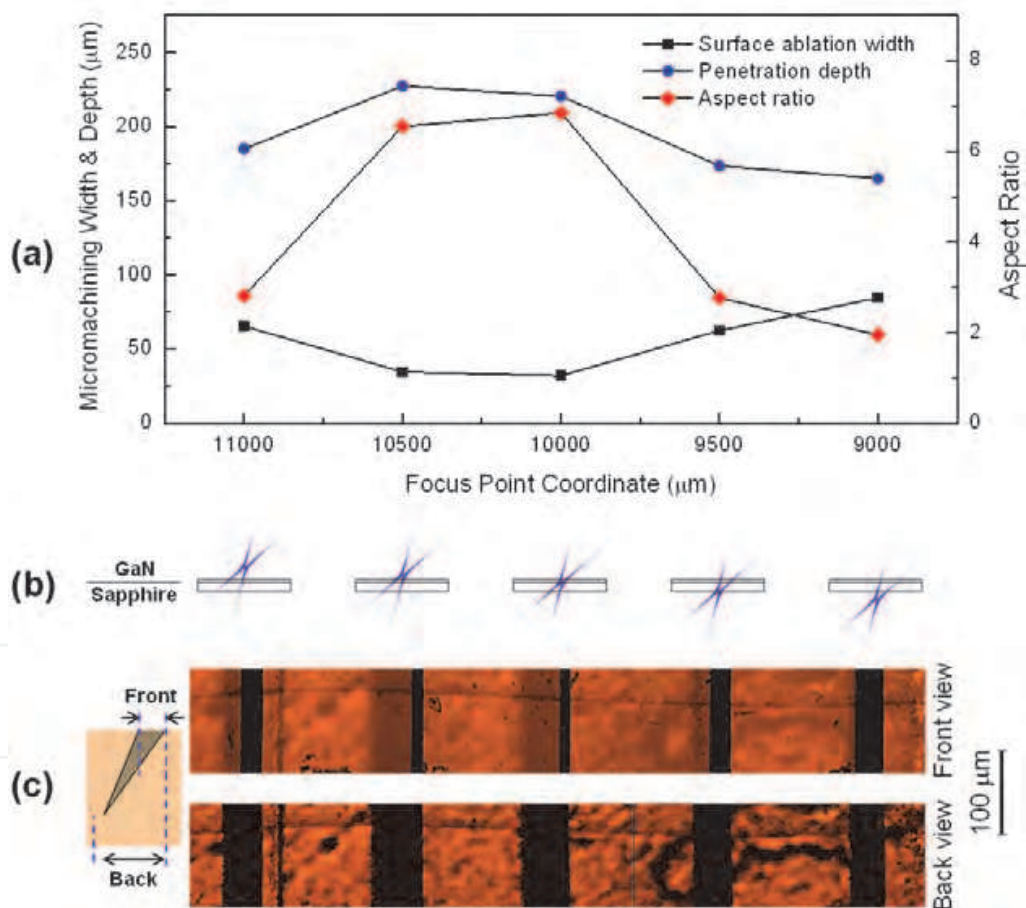 (a)
Micromachining Width & Depth (μm)
250
200
150
100
50
0
Surface ablation width
Penetration depth
Aspect ratio
8
6
4
2
0
Aspect Ratio
11000 10500 10000 9500 9000
Focus Point Coordinate (μm)
(b)
GaN
Sapphire
(c)
Front
Back
Front view
Back view
100 μm